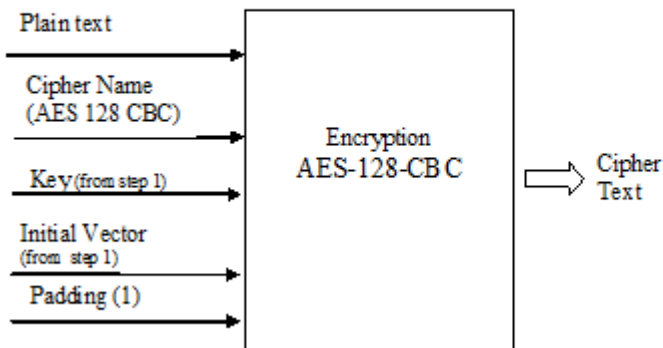 Plain text
Cipher Name
(AES 128 CBC)
Key (from step 1)
Initial Vector
(from step 1)
Padding (1)
Encryption
AES-128-CBC
Cipher
Text